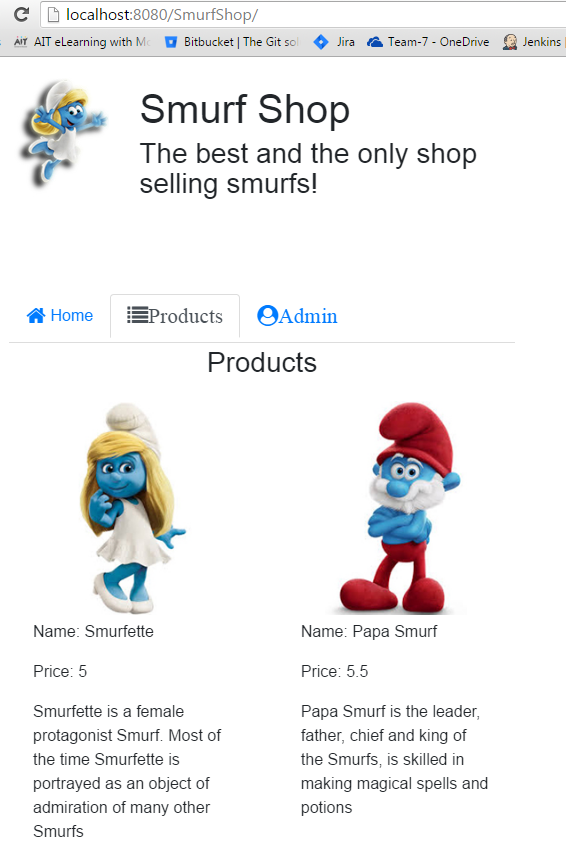 localhost:8080/SmurfShop/
AIT AIT eLearning with Mo
Bitbucket | The Git sol
Jira
Team-7 - OneDrive
Jenkins
Smurf Shop
The best and the only shop
selling smurfs!
Home
Products
Admin
Products
Name: Smurfette
Price: 5
Smurfette is a female
protagonist Smurf. Most of
the time Smurfette is
portrayed as an object of
admiration of many other
Smurfs
Name: Papa Smurf
Price: 5.5
Papa Smurf is the leader,
father, chief and king of
the Smurfs, is skilled in
making magical spells and
potions